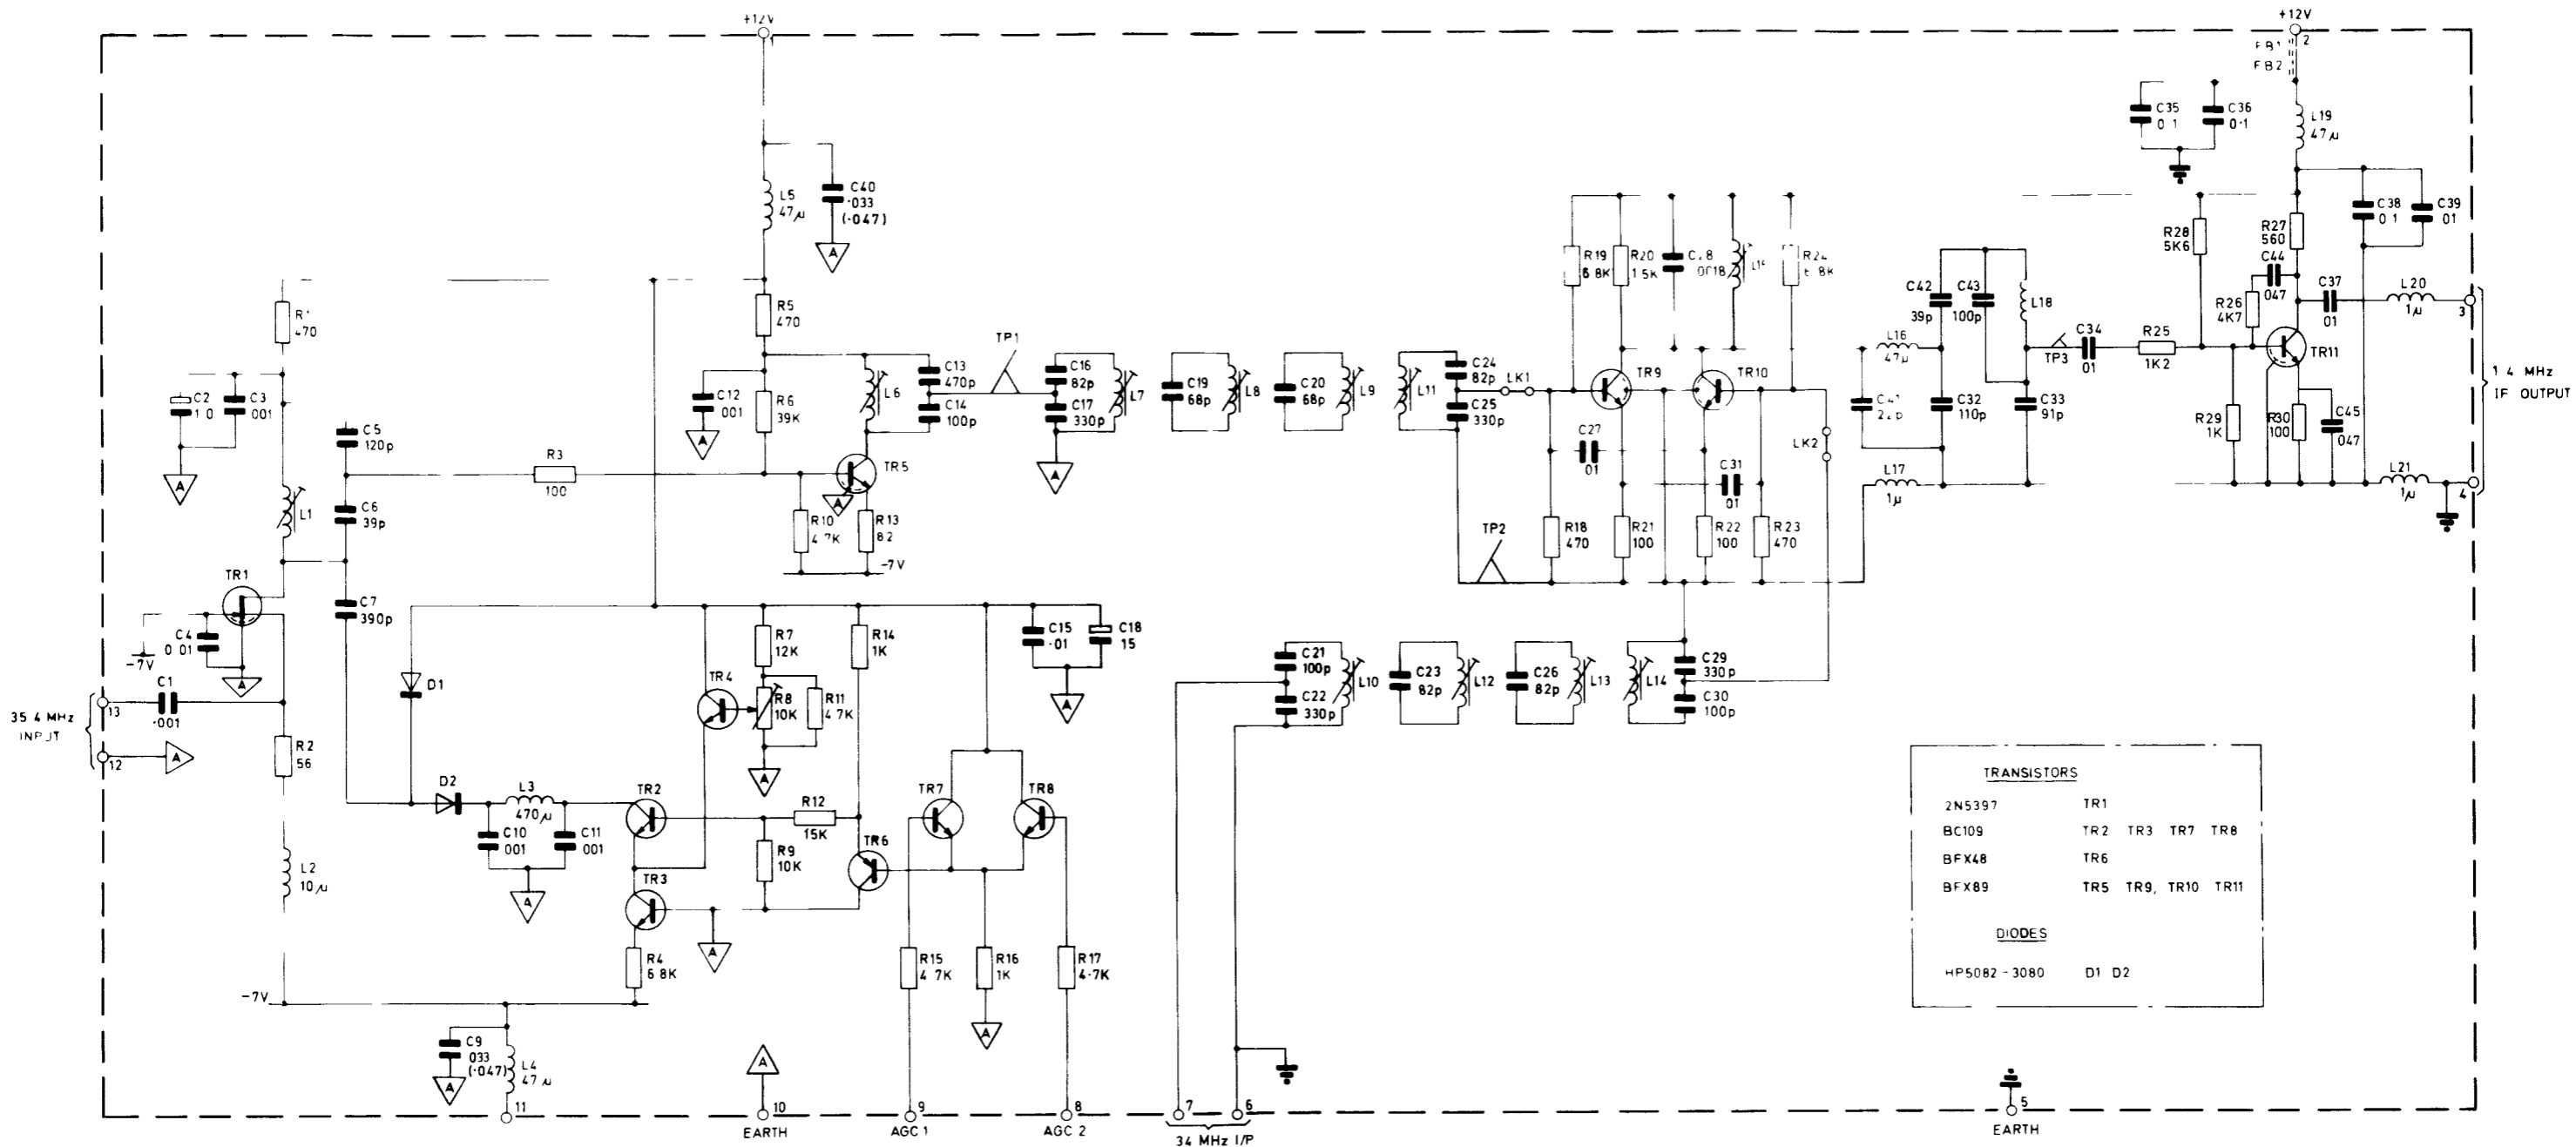 +12V
1
+12V
2
FB1
FB2
C35
0.1
C36
0.1
L19
47µ
L5
47µ
C40
.033
(.047)
R19
6.8K
R20
1.5K
L15
R24
6.8K
R28
5K6
R27
560
C38
0.1
C39
01
R1
470
R5
470
C42
39p
C43
100p
L18
C44
047
R26
4K7
C37
01
L20
1µ
3
C2
1.0
C3
001
C12
001
R6
39K
L6
C13
470p
C14
100p
TP1
C16
82p
C17
330p
L7
C19
68p
L8
C20
68p
L9
L11
C24
82p
C25
330p
LK1
TR9
TR10
L16
47µ
TP3
C34
01
R25
1K2
TR11
1.4 MHz
IF OUTPUT
C5
120p
R3
100
TR5
C27
01
C31
01
LK2
C41
C32
110p
C33
91p
R29
1K
R30
100
C45
047
A
A
A
A
A
L1
C6
39p
R10
4.7K
R13
82
-7V
TP2
R18
470
R21
100
R22
100
R23
470
L17
1µ
L21
1µ
4
TR1
C7
390p
C4
0.01
-7V
A
D1
TR4
R7
12K
R14
1K
C15
.01
C18
15
R8
10K
R11
4.7K
A
A
C21
100p
C22
330p
L10
C23
82p
L12
C26
82p
L13
L14
C29
330p
C30
100p
35.4 MHz
INPUT
13
12
C1
.001
A
R2
56
D2
L3
470µ
C10
001
C11
001
A
TR2
R12
15K
R9
10K
TR6
TR7
TR8
L2
10µ
TR3
R4
6.8K
A
R15
4.7K
R16
1K
A
R17
4.7K
-7V
C9
033
(.047)
A
L4
47µ
A
TRANSISTORS
2N5397 TR1
BC109 TR2 TR3 TR7 TR8
BFX48 TR6
BFX89 TR5 TR9, TR10 TR11
DIODES
HP5082-3080 D1 D2
11
10
EARTH
9
AGC 1
8
AGC 2
7
6
34 MHz I/P
5
EARTH